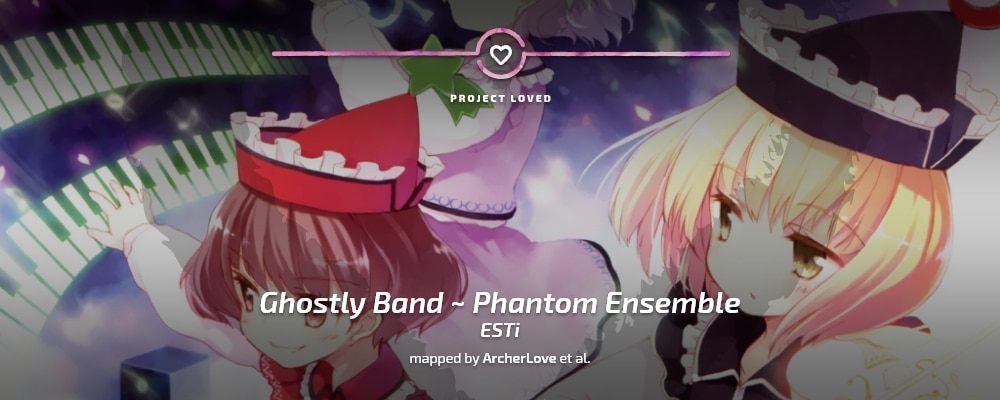 PROJECT LOVED
Ghostly Band ~ Phantom Ensemble
ESTi
mapped by ArcherLove et al.